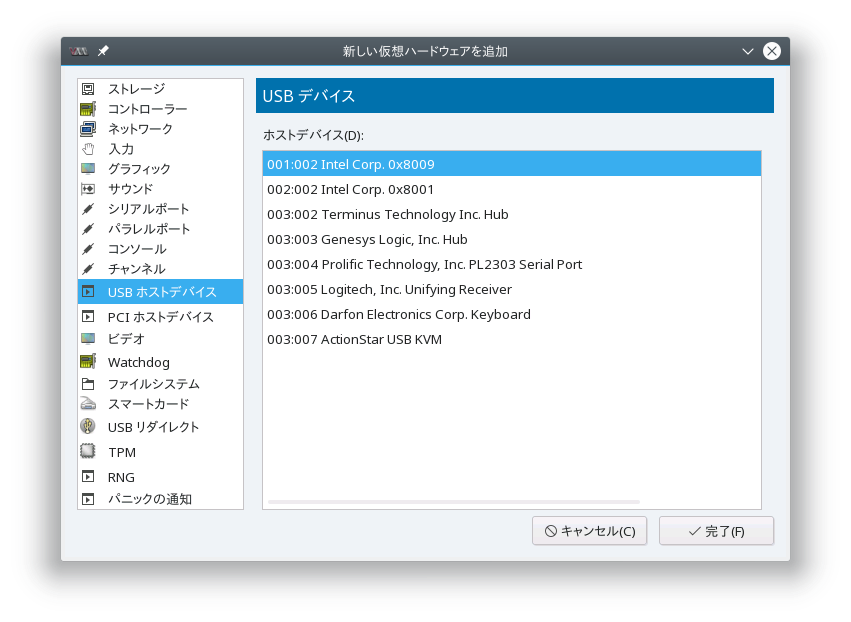 新しい仮想ハードウェアを追加
ストレージ
コントローラー
ネットワーク
入力
グラフィック
サウンド
シリアルポート
パラレルポート
コンソール
チャンネル
USB ホストデバイス
PCI ホストデバイス
ビデオ
Watchdog
ファイルシステム
スマートカード
USB リダイレクト
TPM
RNG
パニックの通知
USB デバイス
ホストデバイス(D):
001:002 Intel Corp. 0x8009
002:002 Intel Corp. 0x8001
003:002 Terminus Technology Inc. Hub
003:003 Genesys Logic, Inc. Hub
003:004 Prolific Technology, Inc. PL2303 Serial Port
003:005 Logitech, Inc. Unifying Receiver
003:006 Darfon Electronics Corp. Keyboard
003:007 ActionStar USB KVM
キャンセル(C)
完了(F)